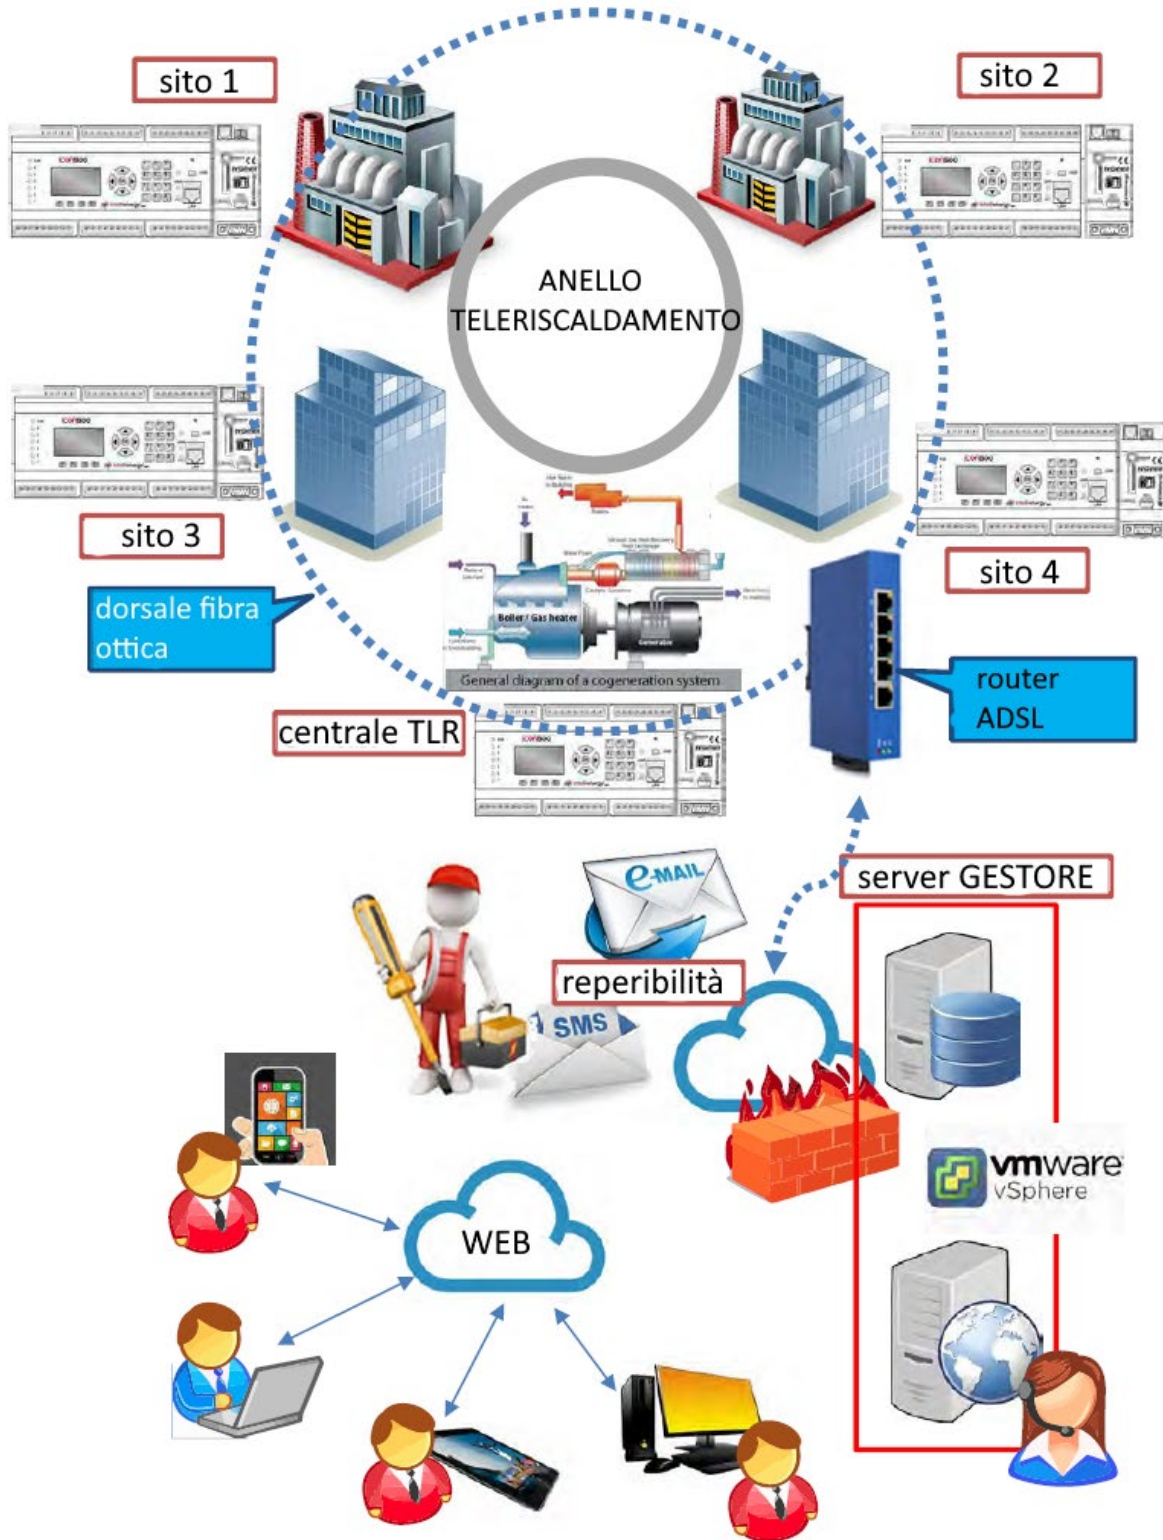 sito 1
sito 2
ANELLO
TELERISCALDAMENTO
sito 3
sito 4
dorsale fibra
ottica
Boiler / Gas heater
Generator
General diagram of a cogeneration system
router
ADSL
centrale TLR
e-MAIL
server GESTORE
reperibilità
SMS
vmware
vSphere
WEB